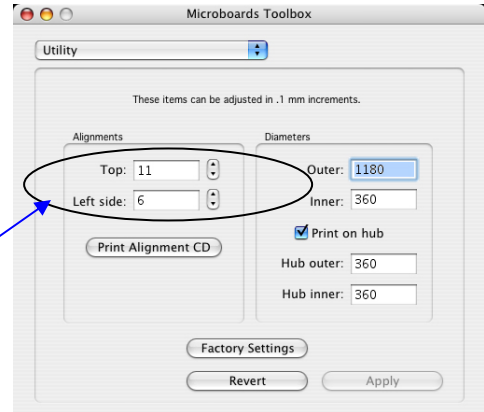 Microboards Toolbox
Utility
These items can be adjusted in .1 mm increments.
Alignments
Top: 11
Left side: 6
Print Alignment CD
Diameters
Outer: 1180
Inner: 360
Print on hub
Hub outer: 360
Hub inner: 360
Factory Settings
Revert
Apply